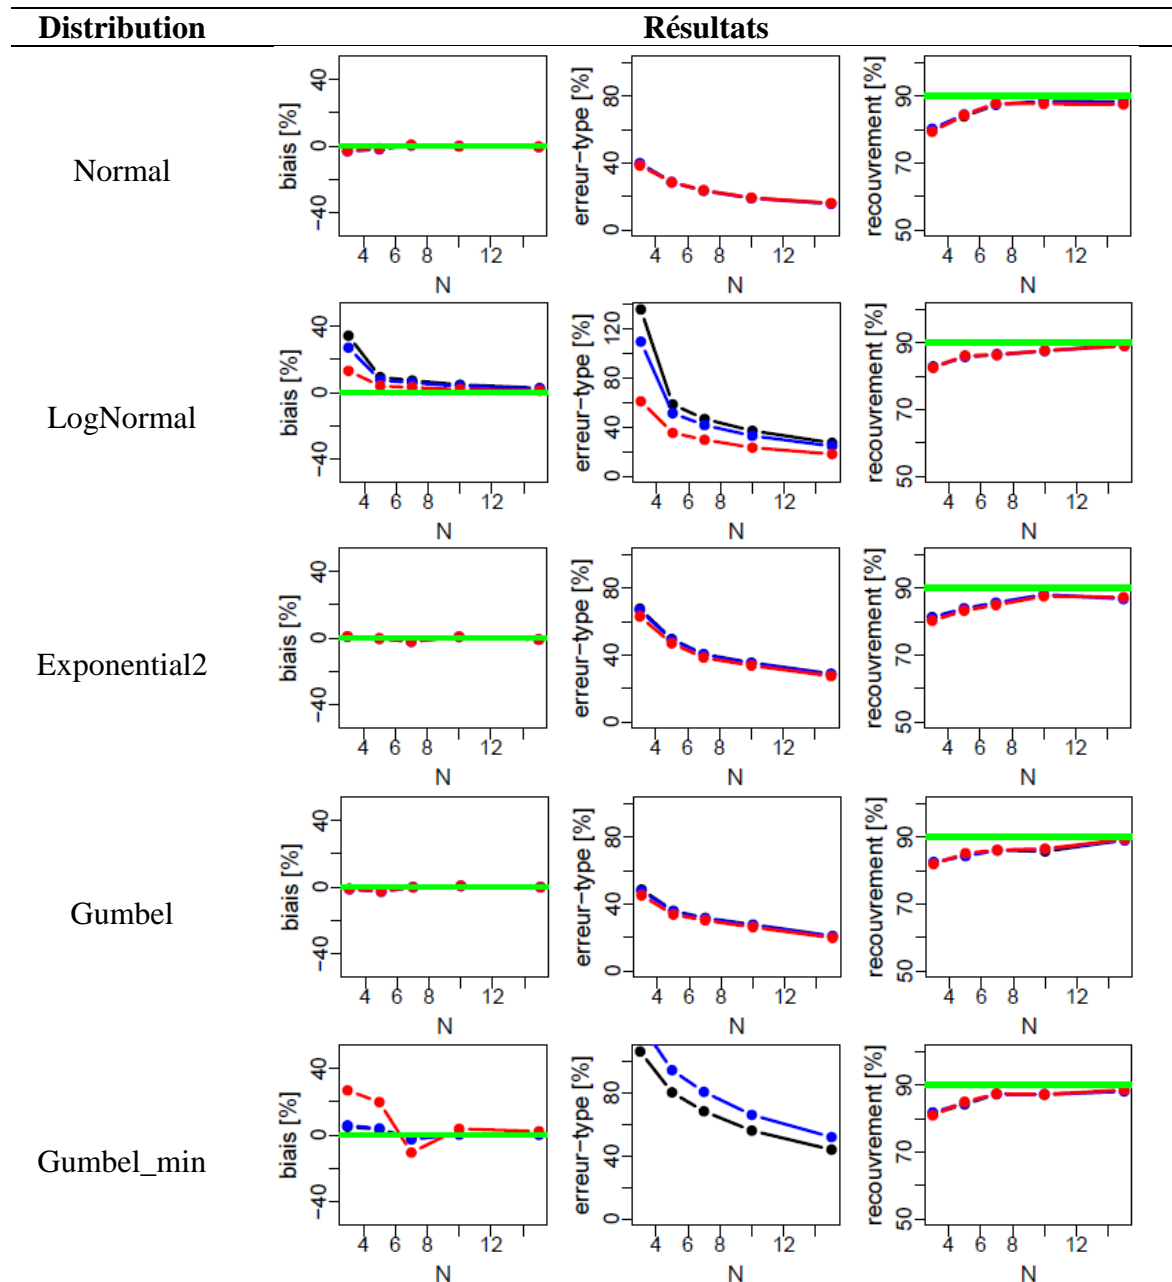 Distribution Résultats
Normal
biais [%]
40
0
−40
4 6 8 12
N
erreur−type [%]
80
40
0
4 6 8 12
N
recouvrement [%]
90
70
50
4 6 8 12
N
LogNormal
biais [%]
40
0
−40
4 6 8 12
N
erreur−type [%]
120
80
40
0
4 6 8 12
N
recouvrement [%]
90
70
50
4 6 8 12
N
Exponential2
biais [%]
40
0
−40
4 6 8 12
N
erreur−type [%]
80
40
0
4 6 8 12
N
recouvrement [%]
90
70
50
4 6 8 12
N
Gumbel
biais [%]
40
0
−40
4 6 8 12
N
erreur−type [%]
80
40
0
4 6 8 12
N
recouvrement [%]
90
70
50
4 6 8 12
N
Gumbel_min
biais [%]
40
0
−40
4 6 8 12
N
erreur−type [%]
80
40
0
4 6 8 12
N
recouvrement [%]
90
70
50
4 6 8 12
N